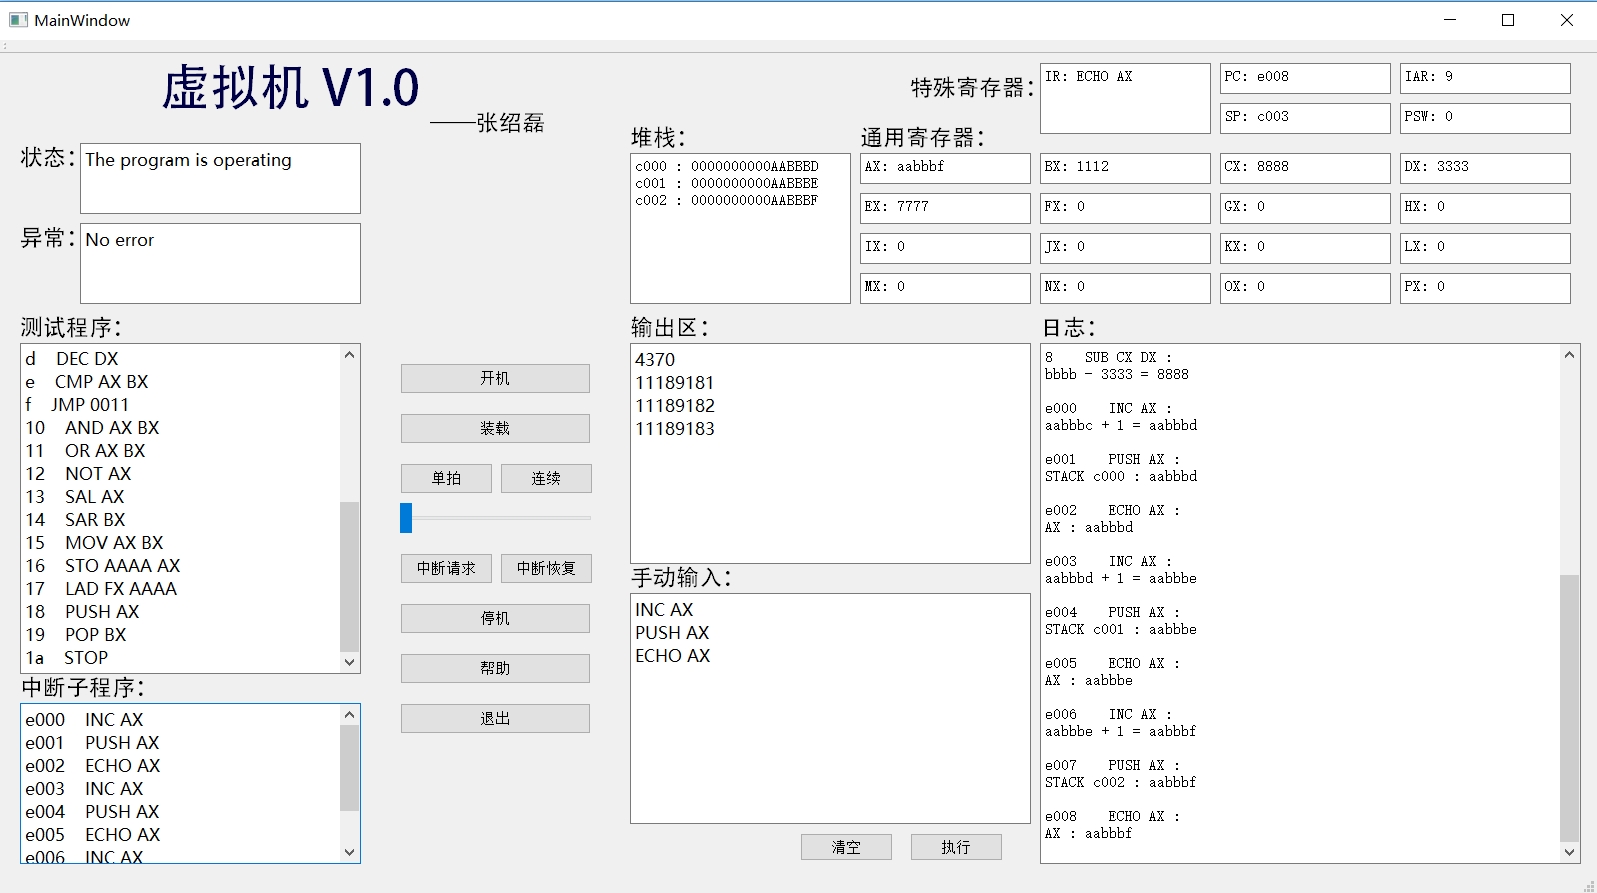 MainWindow
虚拟机 V1.0
——张绍磊
状态：
The program is operating
异常：
No error
特殊寄存器：
IR: ECHO AX
PC: e008
IAR: 9
SP: c003
PSW: 0
堆栈：
c000 : 0000000000AABBBD
c001 : 0000000000AABBBE
c002 : 0000000000AABBBF
通用寄存器：
AX: aabbbf
BX: 1112
CX: 8888
DX: 3333
EX: 7777
FX: 0
GX: 0
HX: 0
IX: 0
JX: 0
KX: 0
LX: 0
MX: 0
NX: 0
OX: 0
PX: 0
测试程序：
d DEC DX
e CMP AX BX
f JMP 0011
10 AND AX BX
11 OR AX BX
12 NOT AX
13 SAL AX
14 SAR BX
15 MOV AX BX
16 STO AAAA AX
17 LAD FX AAAA
18 PUSH AX
19 POP BX
1a STOP
中断子程序：
e000 INC AX
e001 PUSH AX
e002 ECHO AX
e003 INC AX
e004 PUSH AX
e005 ECHO AX
e006 INC AX
开机
装载
单拍
连续
中断请求
中断恢复
停机
帮助
退出
输出区：
4370
11189181
11189182
11189183
手动输入：
INC AX
PUSH AX
ECHO AX
清空
执行
日志：
8 SUB CX DX :
bbbb - 3333 = 8888
e000 INC AX :
aabbbc + 1 = aabbbd
e001 PUSH AX :
STACK c000 : aabbbd
e002 ECHO AX :
AX : aabbbd
e003 INC AX :
aabbbd + 1 = aabbbe
e004 PUSH AX :
STACK c001 : aabbbe
e005 ECHO AX :
AX : aabbbe
e006 INC AX :
aabbbe + 1 = aabbbf
e007 PUSH AX :
STACK c002 : aabbbf
e008 ECHO AX :
AX : aabbbf